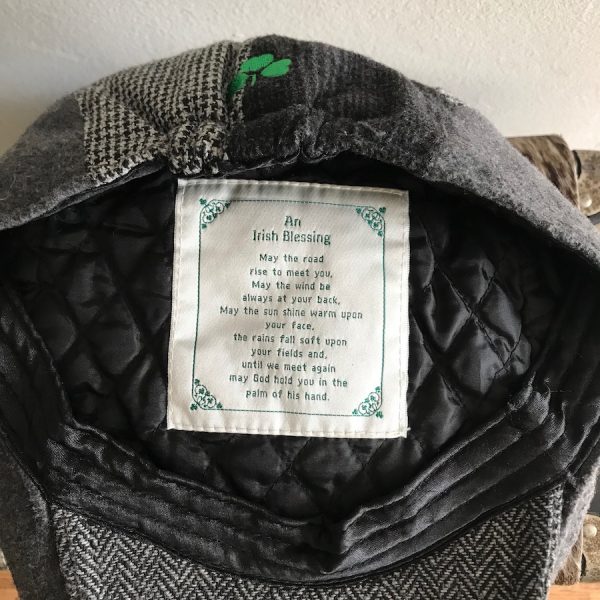 An
Irish Blessing
May the road
rise to meet you,
May the wind be
always at your back,
May the sun shine warm upon
your face,
the rains fall soft upon
your fields and,
until we meet again
may God hold you in the
palm of his hand.